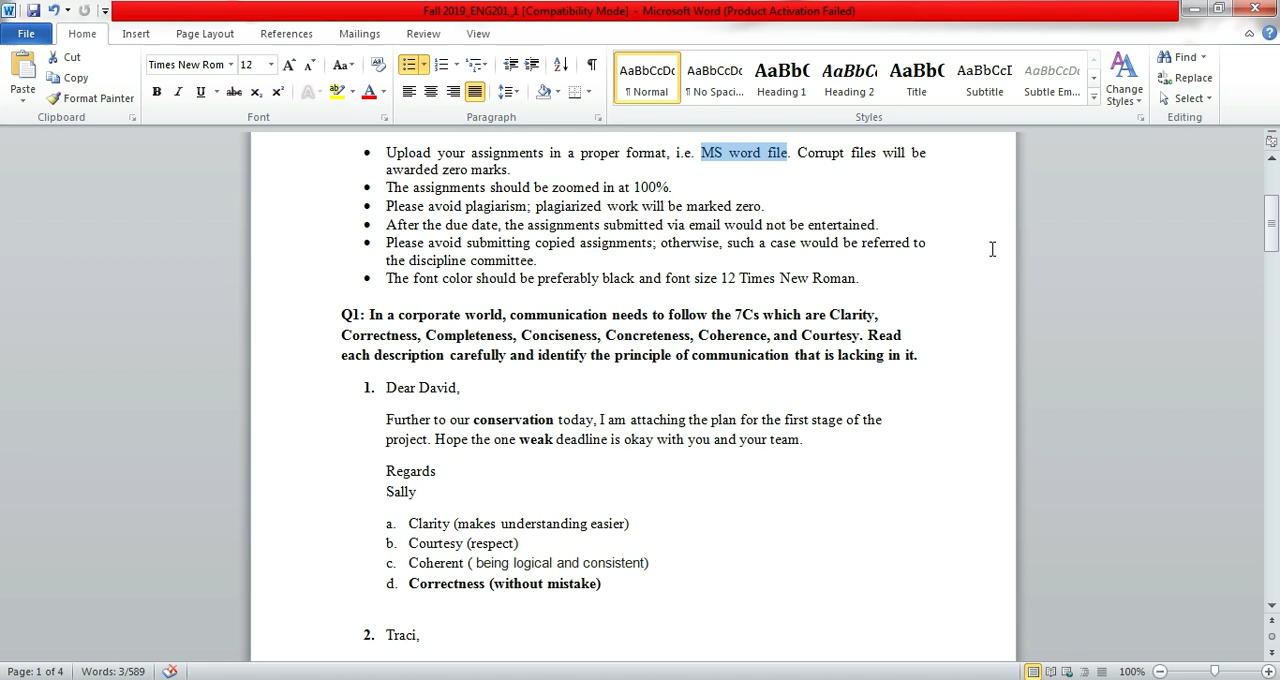 Fall 2019_ENG201_1 [Compatibility Mode] - Microsoft Word (Product Activation Failed)
File Home Insert Page Layout References Mailings Review View
Paste Cut Copy Format Painter
Times New Rom 12
AaBbCcDc AaBbCcDc AaBbC AaBbCc AaBbC AaBbCcI AaBbCcDc
¶ Normal ¶ No Spaci... Heading 1 Heading 2 Title Subtitle Subtle Em...
Change Styles
Find Replace Select
Clipboard Font Paragraph Styles Editing
• Upload your assignments in a proper format, i.e. MS word file. Corrupt files will be
awarded zero marks.
• The assignments should be zoomed in at 100%.
• Please avoid plagiarism; plagiarized work will be marked zero.
• After the due date, the assignments submitted via email would not be entertained.
• Please avoid submitting copied assignments; otherwise, such a case would be referred to
the discipline committee.
• The font color should be preferably black and font size 12 Times New Roman.
Q1: In a corporate world, communication needs to follow the 7Cs which are Clarity,
Correctness, Completeness, Conciseness, Concreteness, Coherence, and Courtesy. Read
each description carefully and identify the principle of communication that is lacking in it.
1. Dear David,
Further to our conservation today, I am attaching the plan for the first stage of the
project. Hope the one weak deadline is okay with you and your team.
Regards
Sally
a. Clarity (makes understanding easier)
b. Courtesy (respect)
c. Coherent ( being logical and consistent)
d. Correctness (without mistake)
2. Traci,
Page: 1 of 4 Words: 3/589 100%